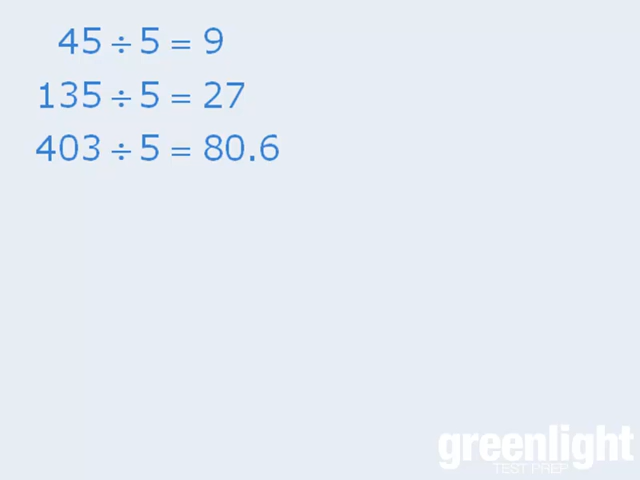 45 ÷ 5 = 9
135 ÷ 5 = 27
403 ÷ 5 = 80.6
greenlight
TEST PREP